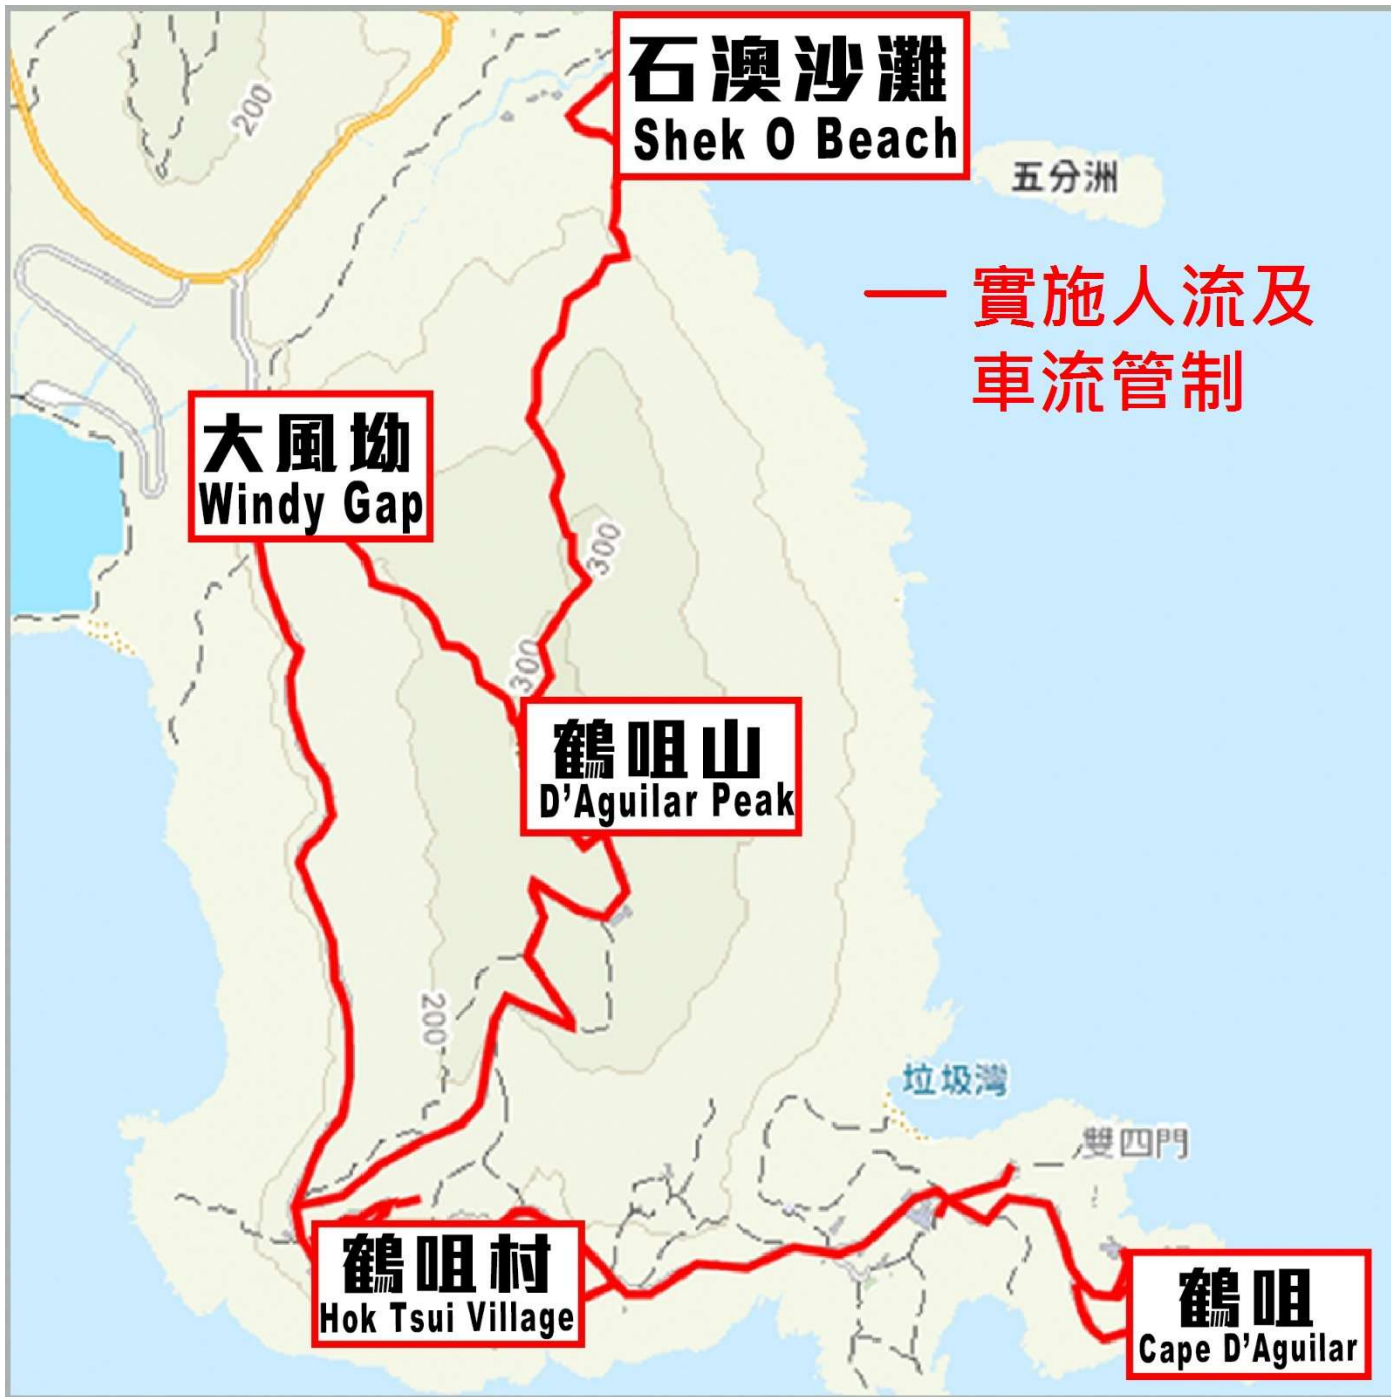 石澳沙灘
Shek O Beach
200
五分洲
實施人流及
車流管制
大風坳
Windy Gap
300
300
鶴咀山
D'Aguilar Peak
200
垃圾灣
雙四門
鶴咀村
Hok Tsui Village
鶴咀
Cape D'Aguilar